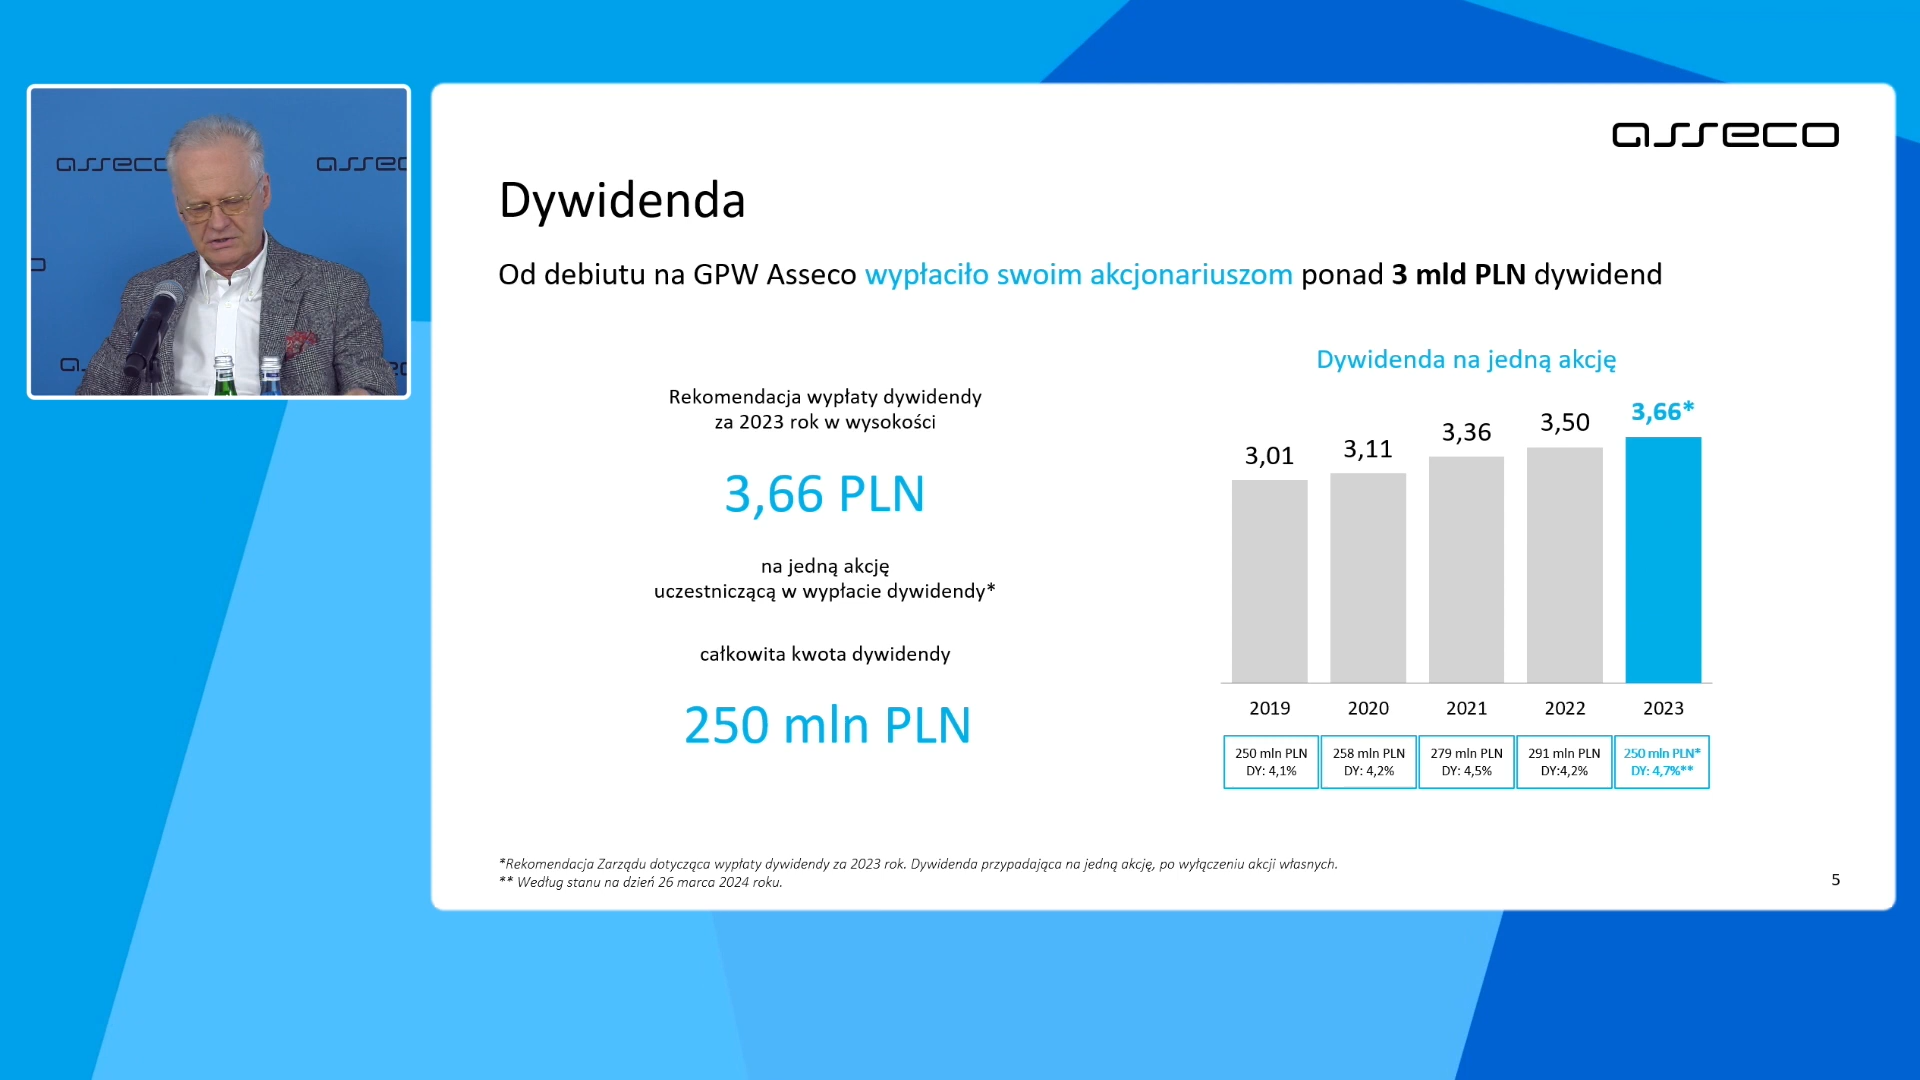 asseco
asseco
asseco
Dywidenda
Od debiutu na GPW Asseco wypłaciło swoim akcjonariuszom ponad 3 mld PLN dywidend
Rekomendacja wypłaty dywidendy
za 2023 rok w wysokości
3,66 PLN
na jedną akcję
uczestniczącą w wypłacie dywidendy*
całkowita kwota dywidendy
250 mln PLN
Dywidenda na jedną akcję
3,01 3,11 3,36 3,50 3,66*
2019 2020 2021 2022 2023
250 mln PLN 258 mln PLN 279 mln PLN 291 mln PLN 250 mln PLN*
DY: 4,1% DY: 4,2% DY: 4,5% DY:4,2% DY: 4,7%**
*Rekomendacja Zarządu dotycząca wypłaty dywidendy za 2023 rok. Dywidenda przypadająca na jedną akcję, po wyłączeniu akcji własnych.
** Według stanu na dzień 26 marca 2024 roku.
5